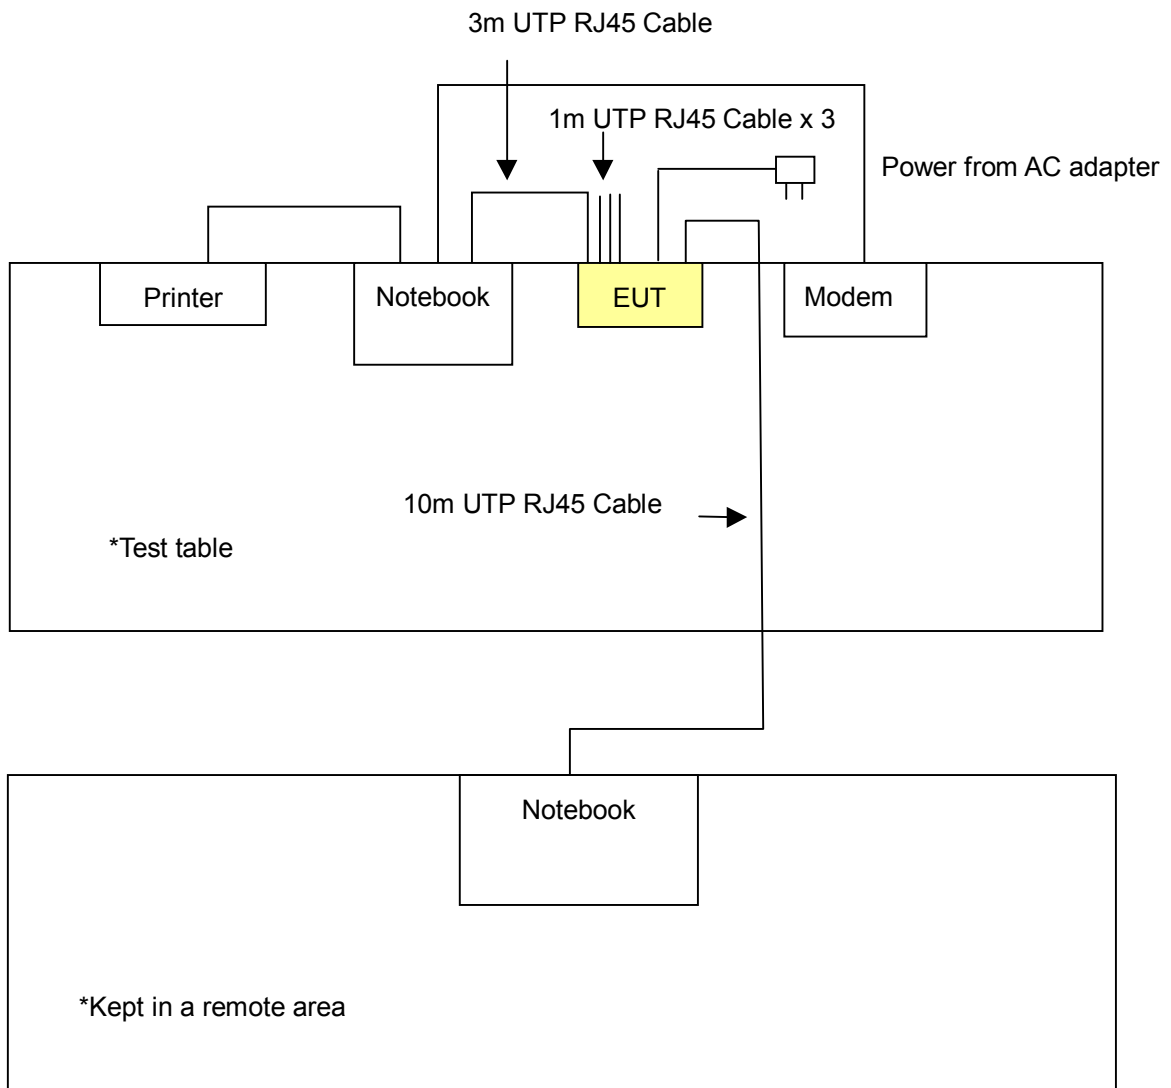 3m UTP RJ45 Cable
1m UTP RJ45 Cable x 3
Power from AC adapter
Printer
Notebook
EUT
Modem
10m UTP RJ45 Cable
*Test table
Notebook
*Kept in a remote area